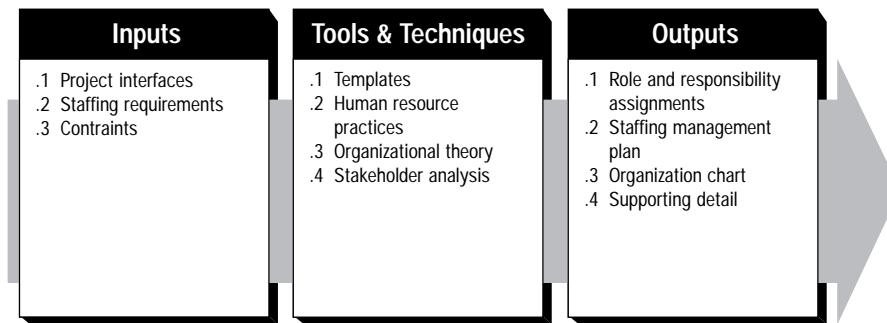 Inputs
.1 Project interfaces
.2 Staffing requirements
.3 Contraints
Tools & Techniques
.1 Templates
.2 Human resource
practices
.3 Organizational theory
.4 Stakeholder analysis
Outputs
.1 Role and responsibility
assignments
.2 Staffing management
plan
.3 Organization chart
.4 Supporting detail